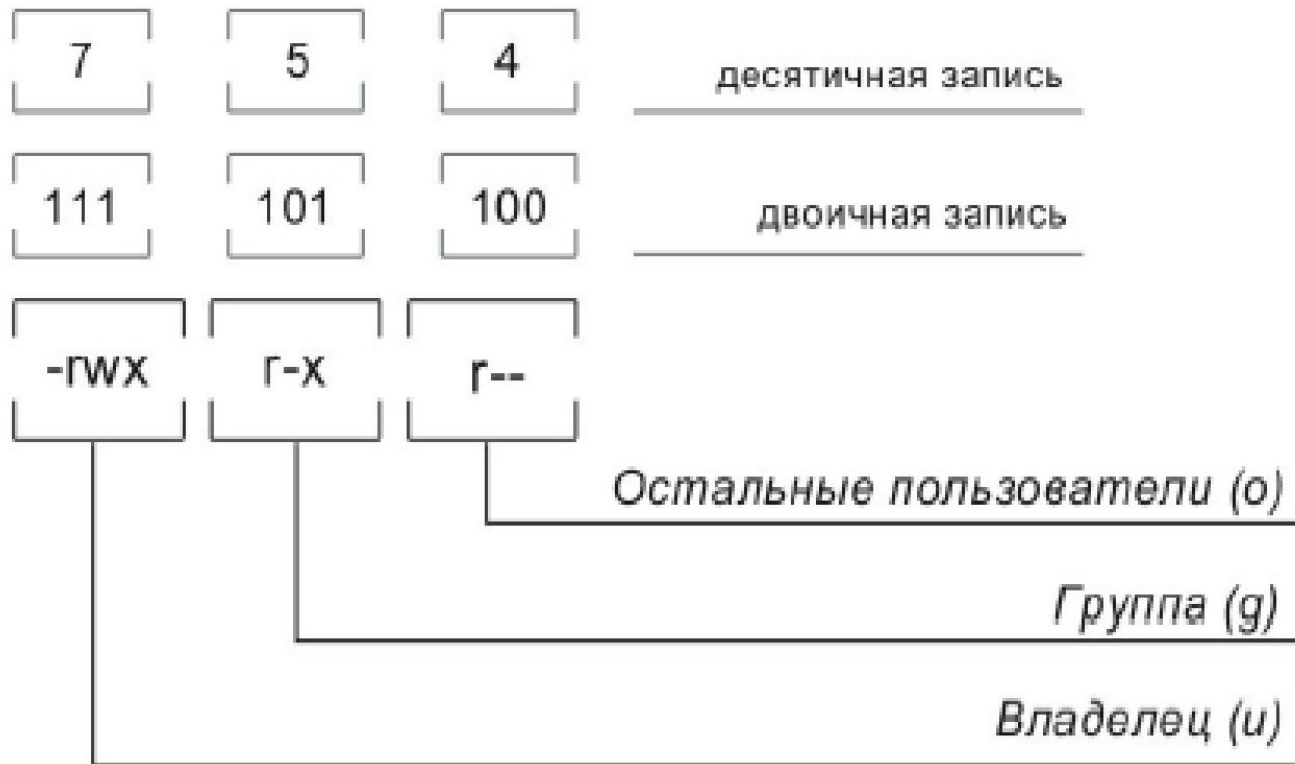 7 5 4 десятичная запись
111 101 100 двоичная запись
-rwx r-x r--
Остальные пользователи (o)
Группа (g)
Владелец (u)